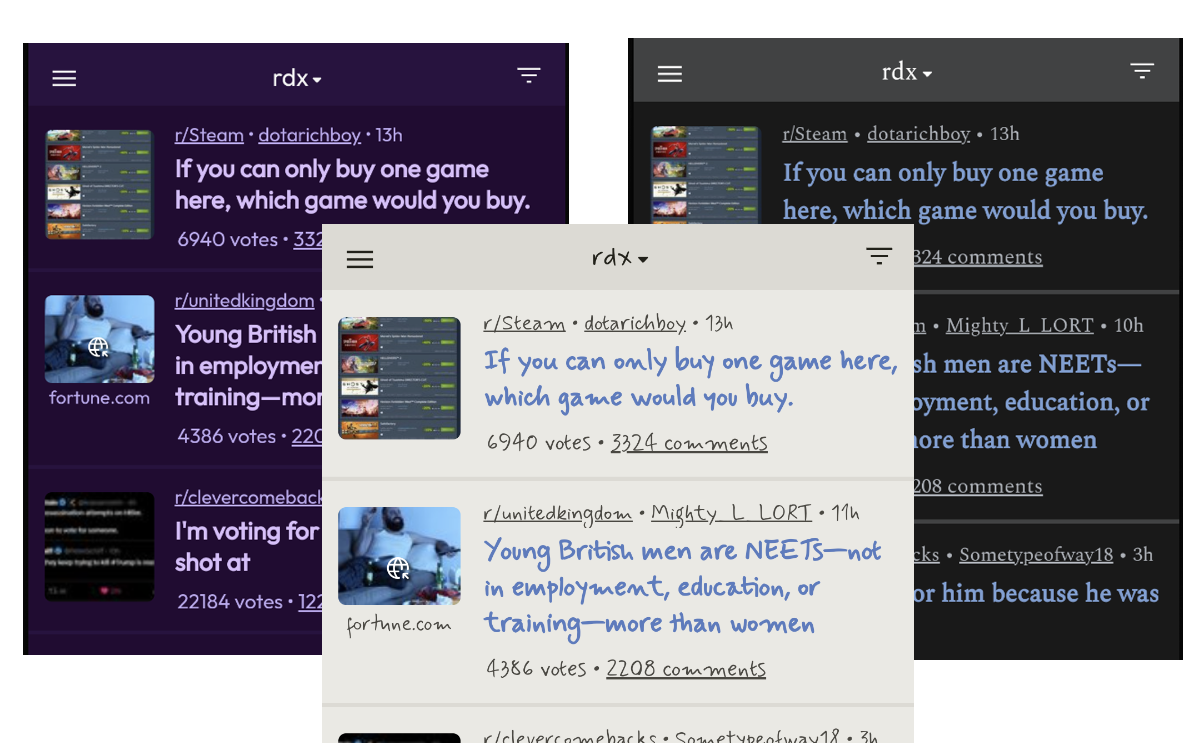 rdx
r/Steam • dotarichboy • 13h
If you can only buy one game
here, which game would you buy.
6940 votes • 332
r/unitedkingdom •
Young British
in employmen
training—mor
fortune.com
4386 votes • 220
r/clevercomeback
I'm voting for
shot at
22184 votes • 122
rdx
r/Steam • dotarichboy • 13h
If you can only buy one game here,
which game would you buy.
6940 votes • 3324 comments
r/unitedkingdom • Mighty_L_LORT • 11h
Young British men are NEETs—not
in employment, education, or
training—more than women
fortune.com
4386 votes • 2208 comments
r/clevercomebacks • Sometypeofway18 • 3h
rdx
r/Steam • dotarichboy • 13h
If you can only buy one game
here, which game would you buy.
324 comments
m • Mighty_L_LORT • 10h
sh men are NEETs—
oyment, education, or
ore than women
208 comments
cks • Sometypeofway18 • 3h
or him because he was